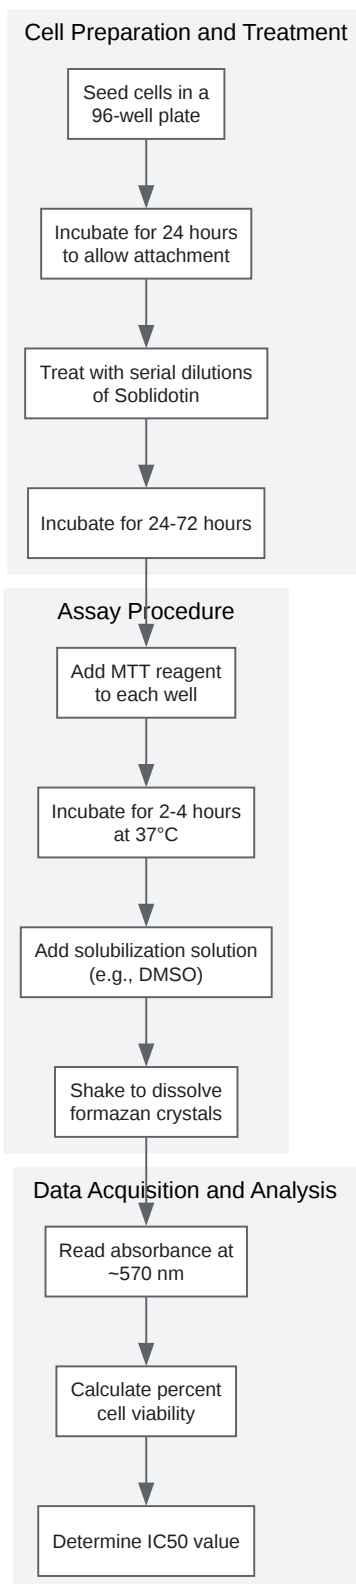 Cell Preparation and Treatment
Seed cells in a
96-well plate
Incubate for 24 hours
to allow attachment
Treat with serial dilutions
of Soblidotin
Incubate for 24-72 hours
Assay Procedure
Add MTT reagent
to each well
Incubate for 2-4 hours
at 37°C
Add solubilization solution
(e.g., DMSO)
Shake to dissolve
formazan crystals
Data Acquisition and Analysis
Read absorbance at
~570 nm
Calculate percent
cell viability
Determine IC50 value